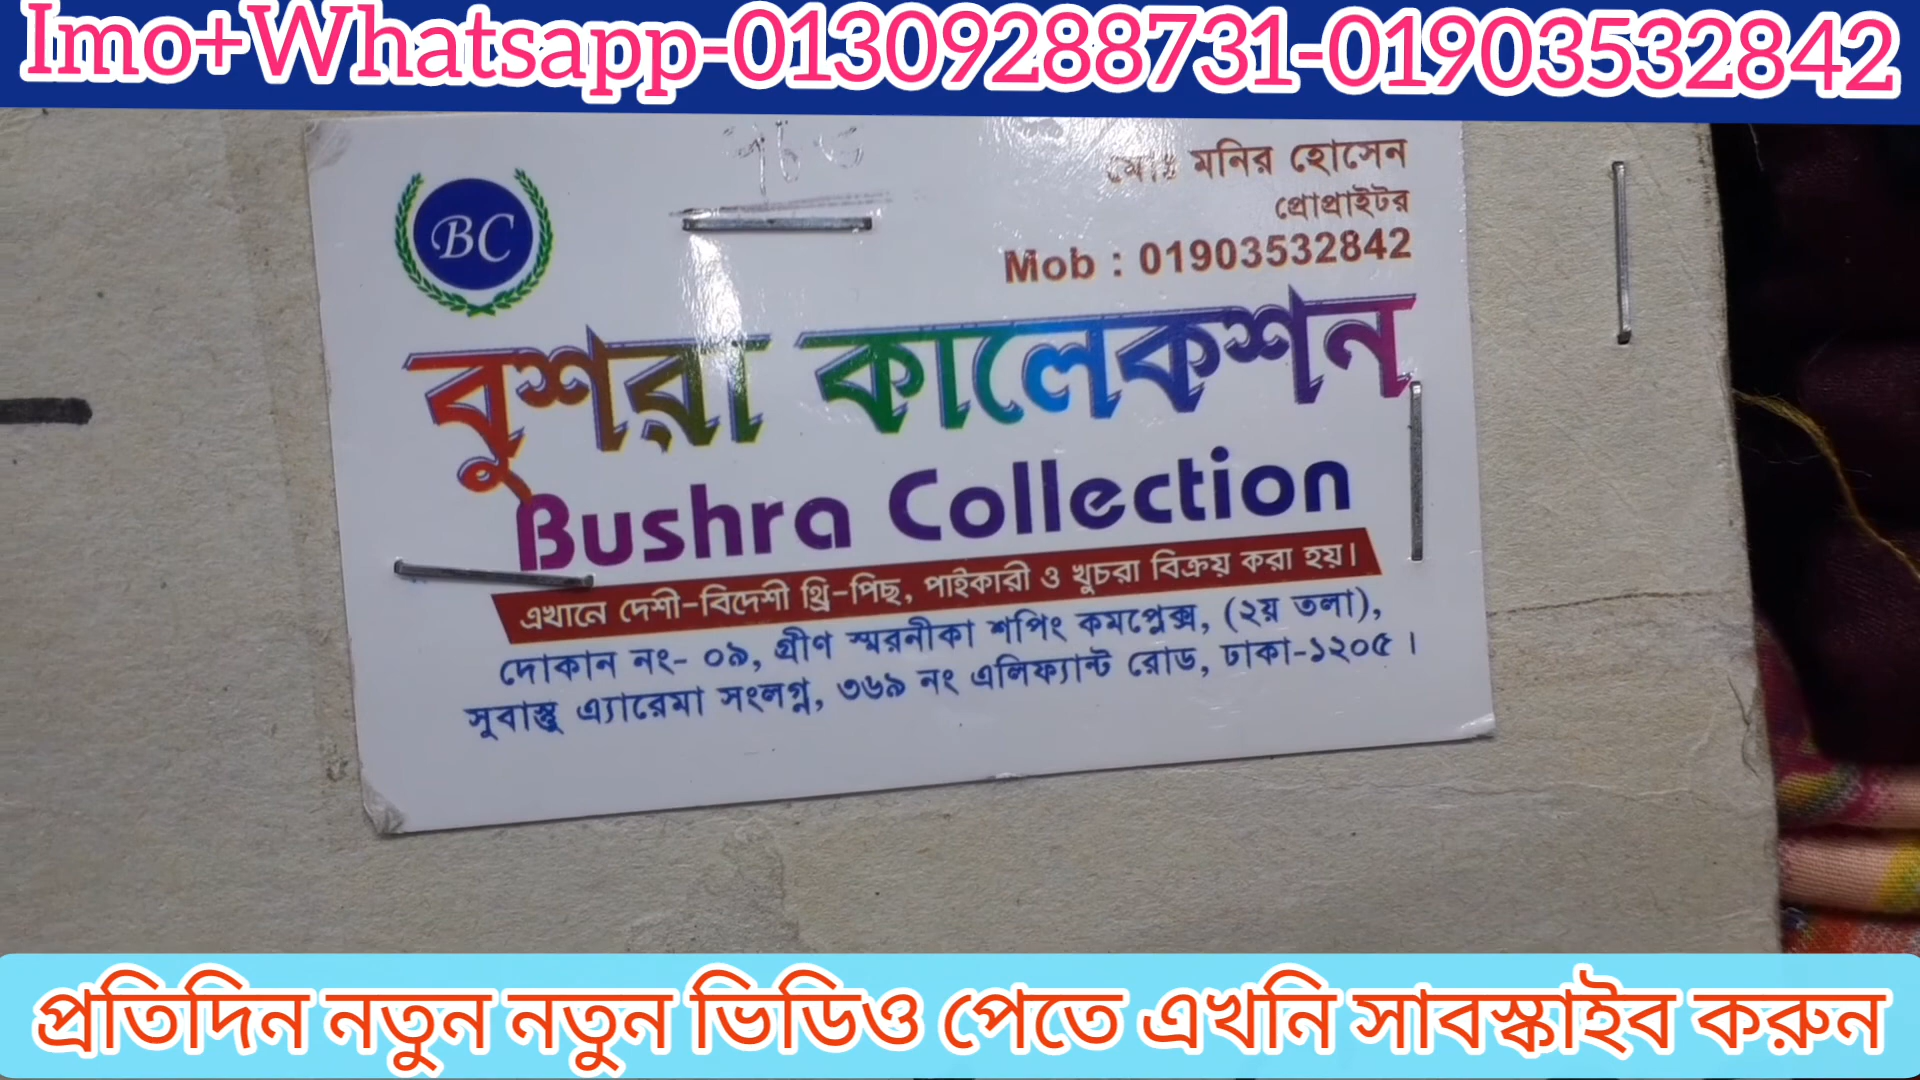 Imo+Whatsapp-01309288731-01903532842
মোঃ মনির হোসেন
প্রোপ্রাইটর
Mob : 01903532842
BC
বুশরা কালেকশন
Bushra Collection
এখানে দেশী-বিদেশী থ্রি-পিছ, পাইকারী ও খুচরা বিক্রয় করা হয়।
দোকান নং- ০৯, গ্রীণ স্মরনীকা শপিং কমপ্লেক্স, (২য় তলা),
সুবাস্তু এ্যারেমা সংলগ্ন, ৩৬৯ নং এলিফ্যান্ট রোড, ঢাকা-১২০৫।
প্রতিদিন নতুন নতুন ভিডিও পেতে এখনি সাবস্ক্রাইব করুন